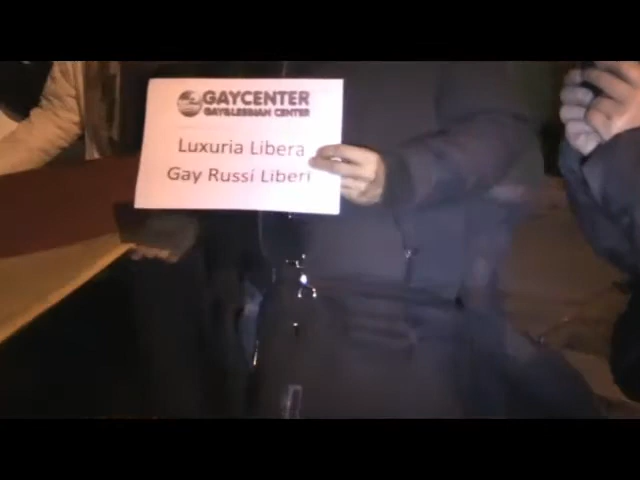 GAYCENTER
GAY&LESBIAN CENTER
Luxuria Libera
Gay Russi Liberi